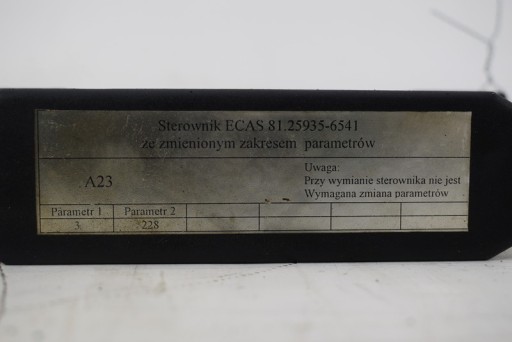 Sterownik ECAS 81.25935-6541
ze zmienionym zakresem parametrów
A23
Uwaga:
Przy wymianie sterownika nie jest
Wymagana zmiana parametrów
Parametr 1 Parametr 2
3 228